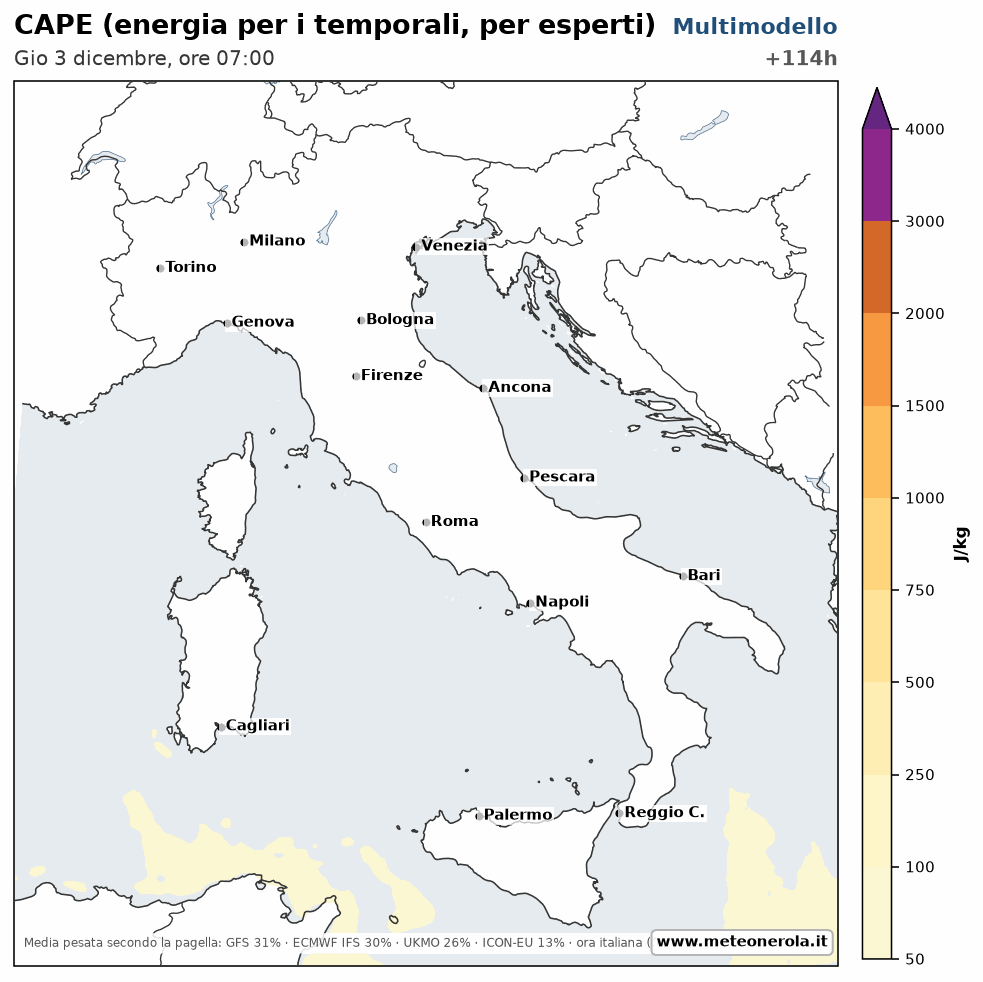 CAPE (energia per i temporali, per esperti) Multimodello
Gio 3 dicembre, ore 07:00 +114h
4000
3000
2000
1500
1000
750
500
250
100
50
J/kg
Milano
Venezia
Torino
Genova
Bologna
Firenze
Ancona
Pescara
Roma
Bari
Napoli
Cagliari
Palermo
Reggio C.
Media pesata secondo la pagella: GFS 31% · ECMWF IFS 30% · UKMO 26% · ICON-EU 13% · ora italiana (
www.meteonerola.it